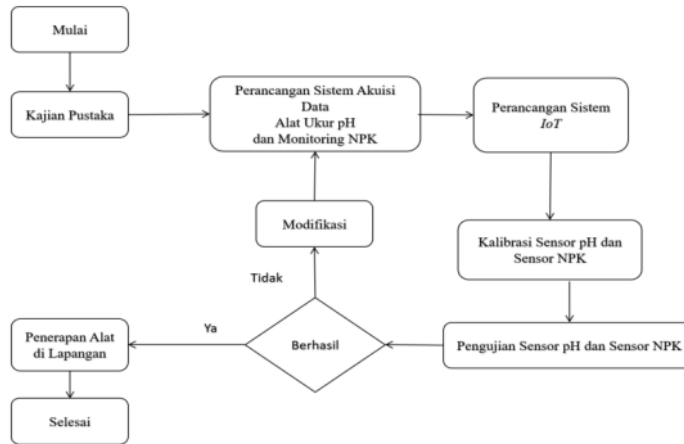 Mulai
Kajian Pustaka
Perancangan Sistem Akuisi
Data
Alat Ukur pH
dan Monitoring NPK
Perancangan Sistem
IoT
Kalibrasi Sensor pH dan
Sensor NPK
Pengujian Sensor pH dan Sensor NPK
Berhasil
Tidak
Modifikasi
Ya
Penerapan Alat
di Lapangan
Selesai